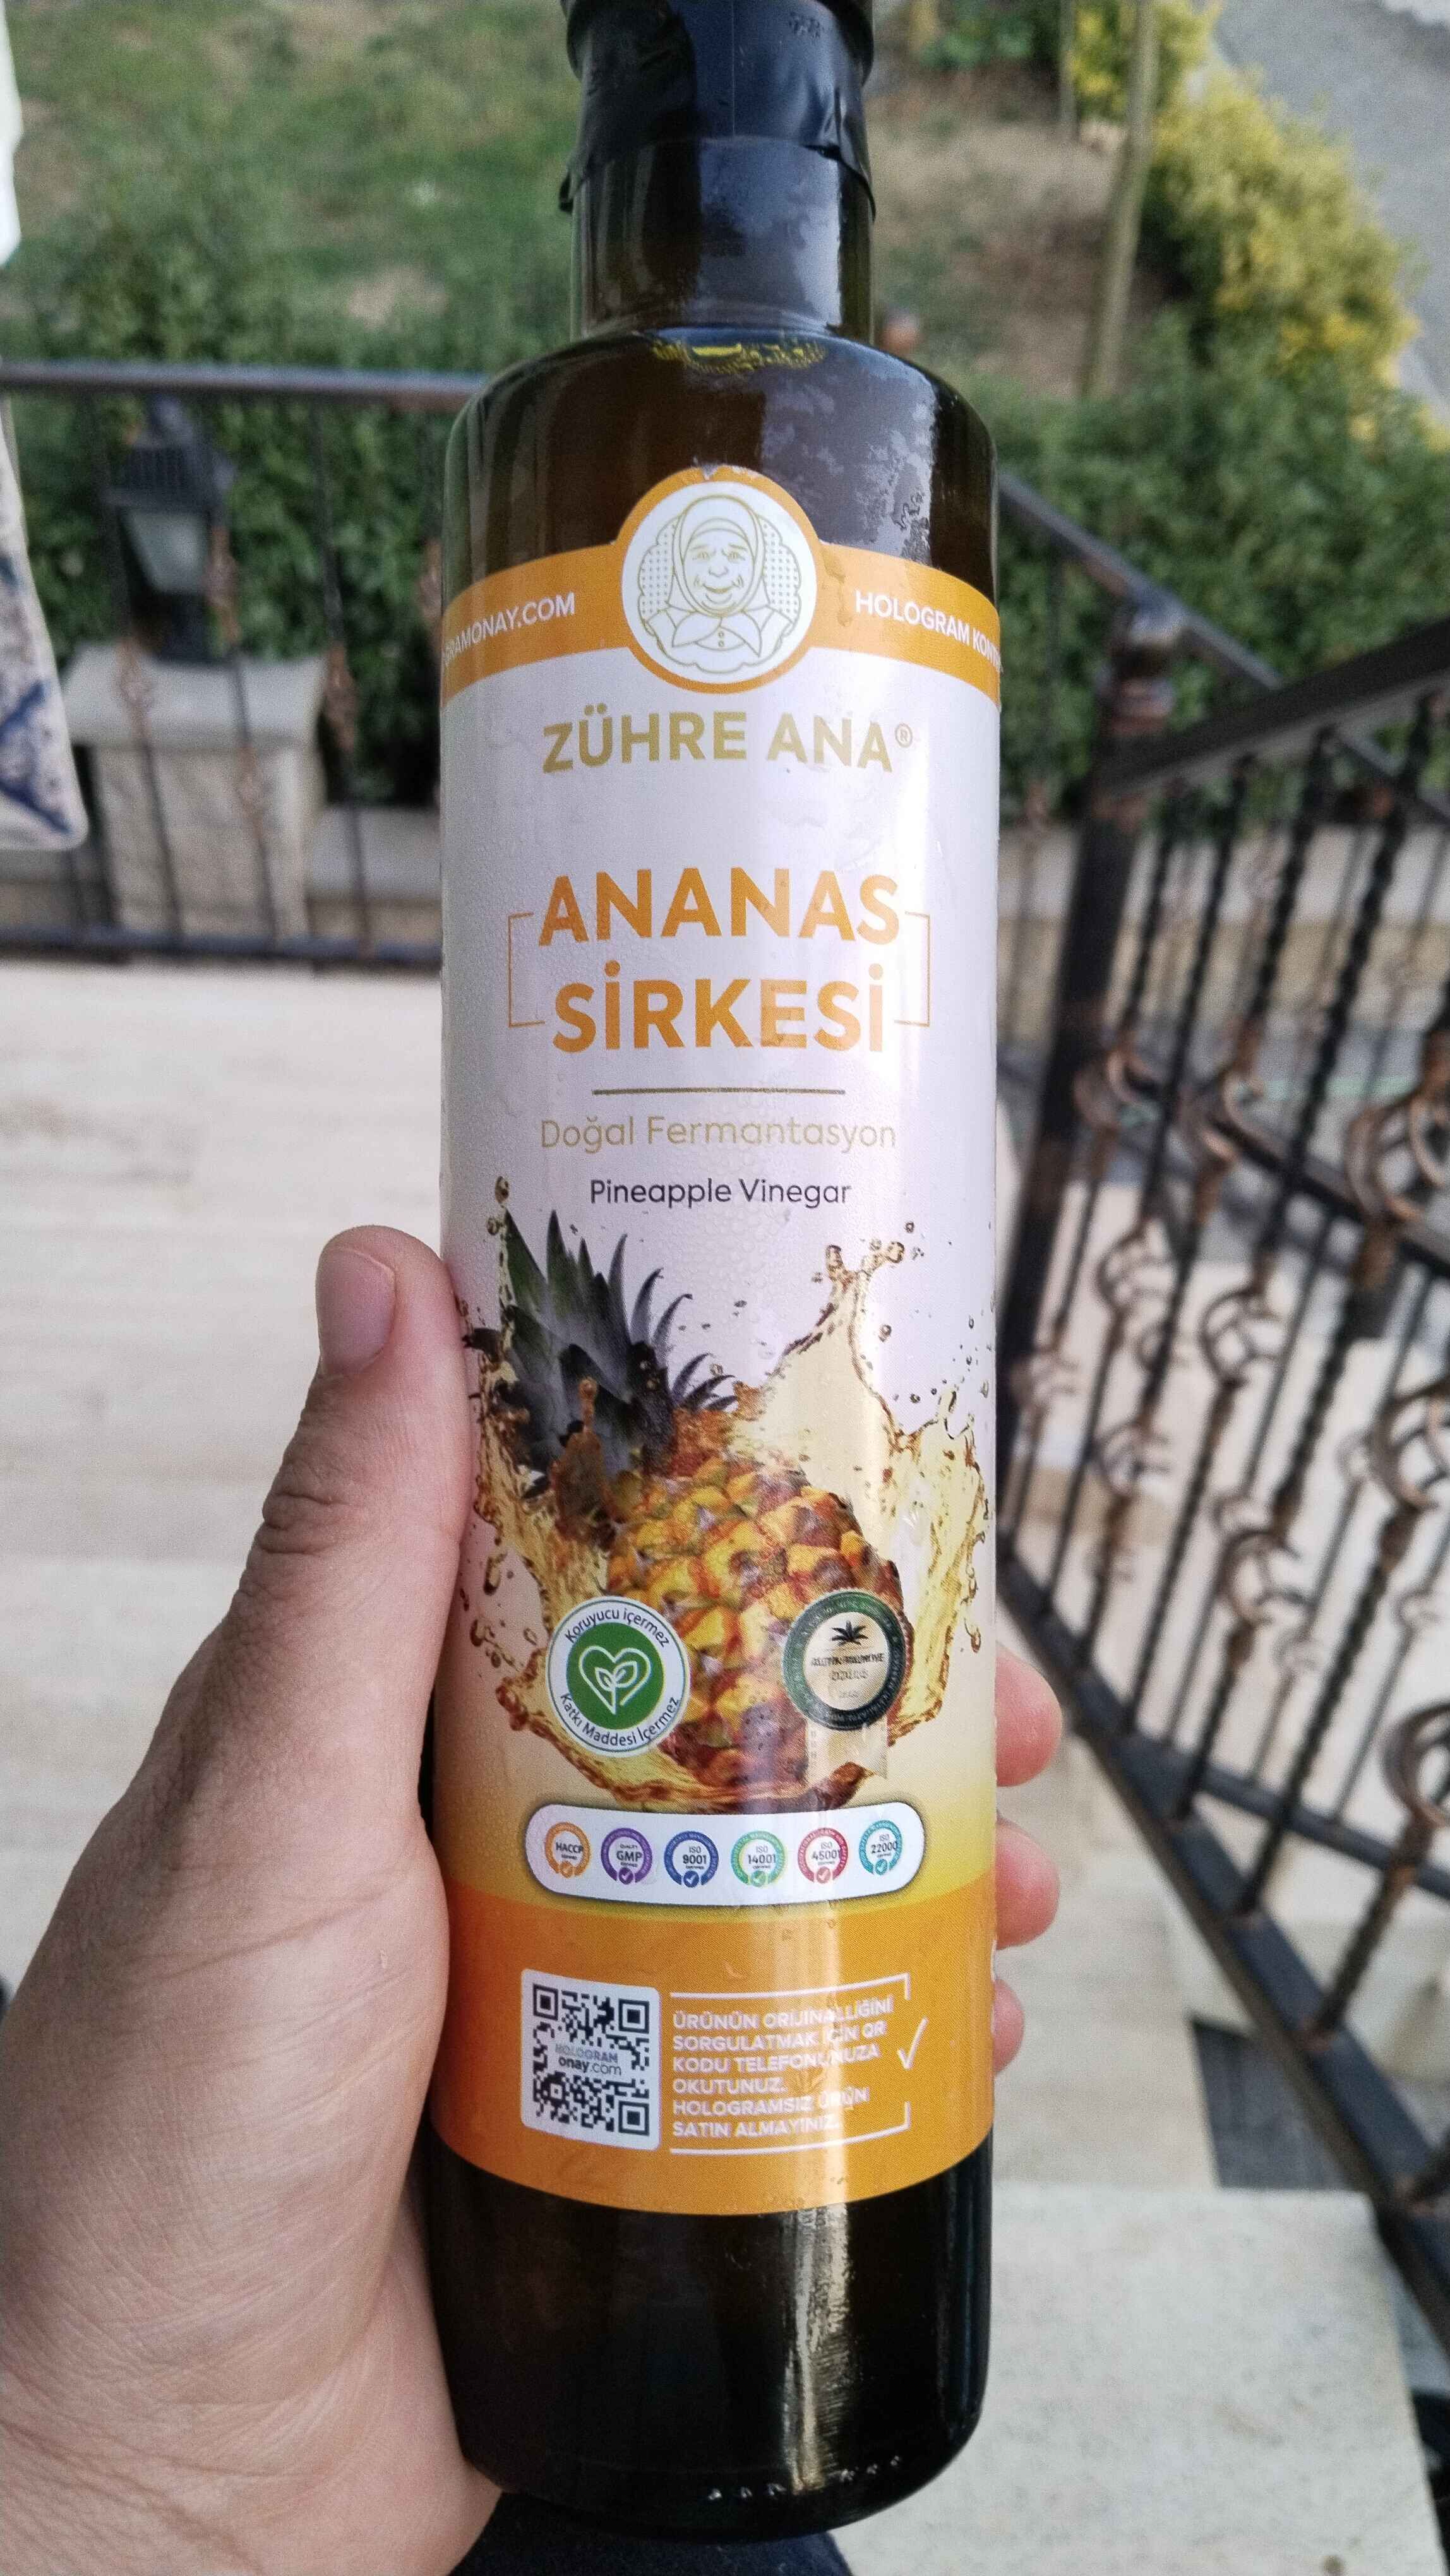 HOLOGRAM
ZÜHRE ANA®
ANANAS
SİRKESİ
Doğal Fermantasyon
Pineapple Vinegar
Koruyucu içermez
Katkı Maddesi İçermez
HACCP
GMP
ISO
9001
ISO
14001
ISO
45001
ISO
22000
HOLOGRAM
onay.com
ÜRÜNÜN ORİJİNALLİĞİNİ
SORGULATMAK İÇİN QR
KODU TELEFONUNUZA
OKUTUNUZ.
HOLOGRAMSIZ ÜRÜN
SATIN ALMAYINIZ.